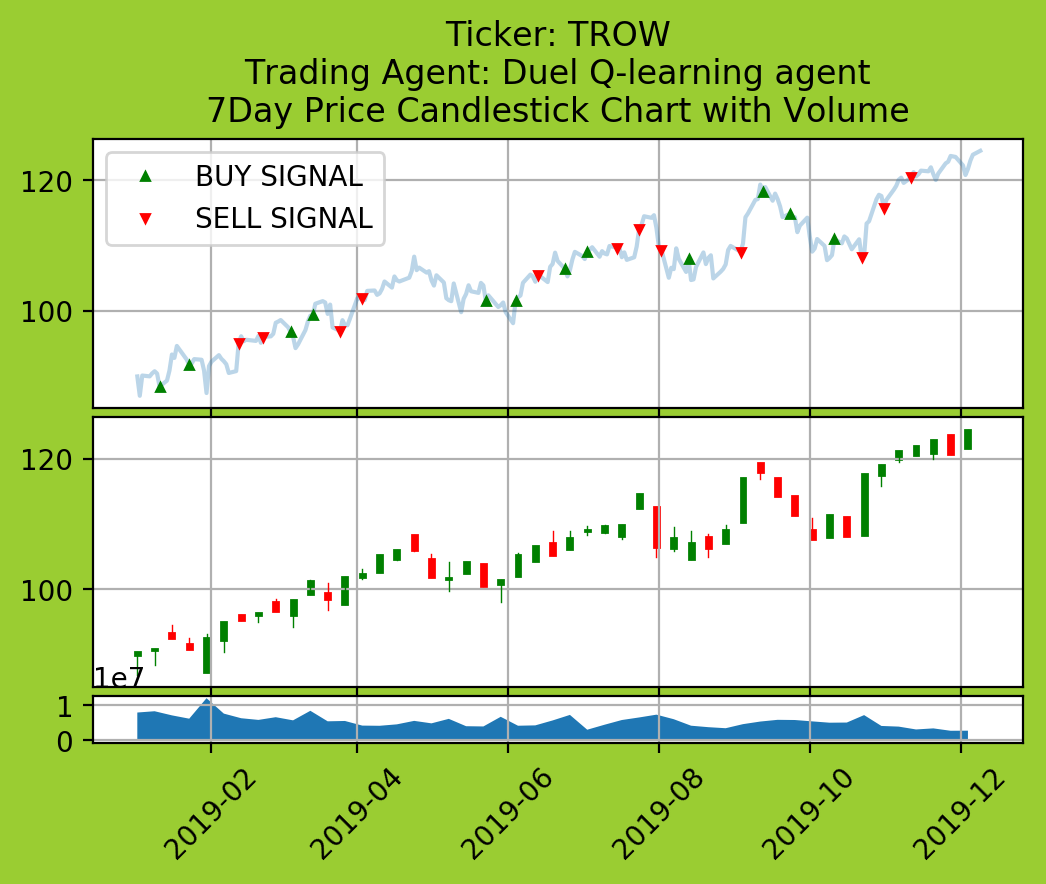 Ticker: TROW
Trading Agent: Duel Q-learning agent
7Day Price Candlestick Chart with Volume
BUY SIGNAL
SELL SIGNAL
120
100
120
100
1e7
1
0
2019-02
2019-04
2019-06
2019-08
2019-10
2019-12